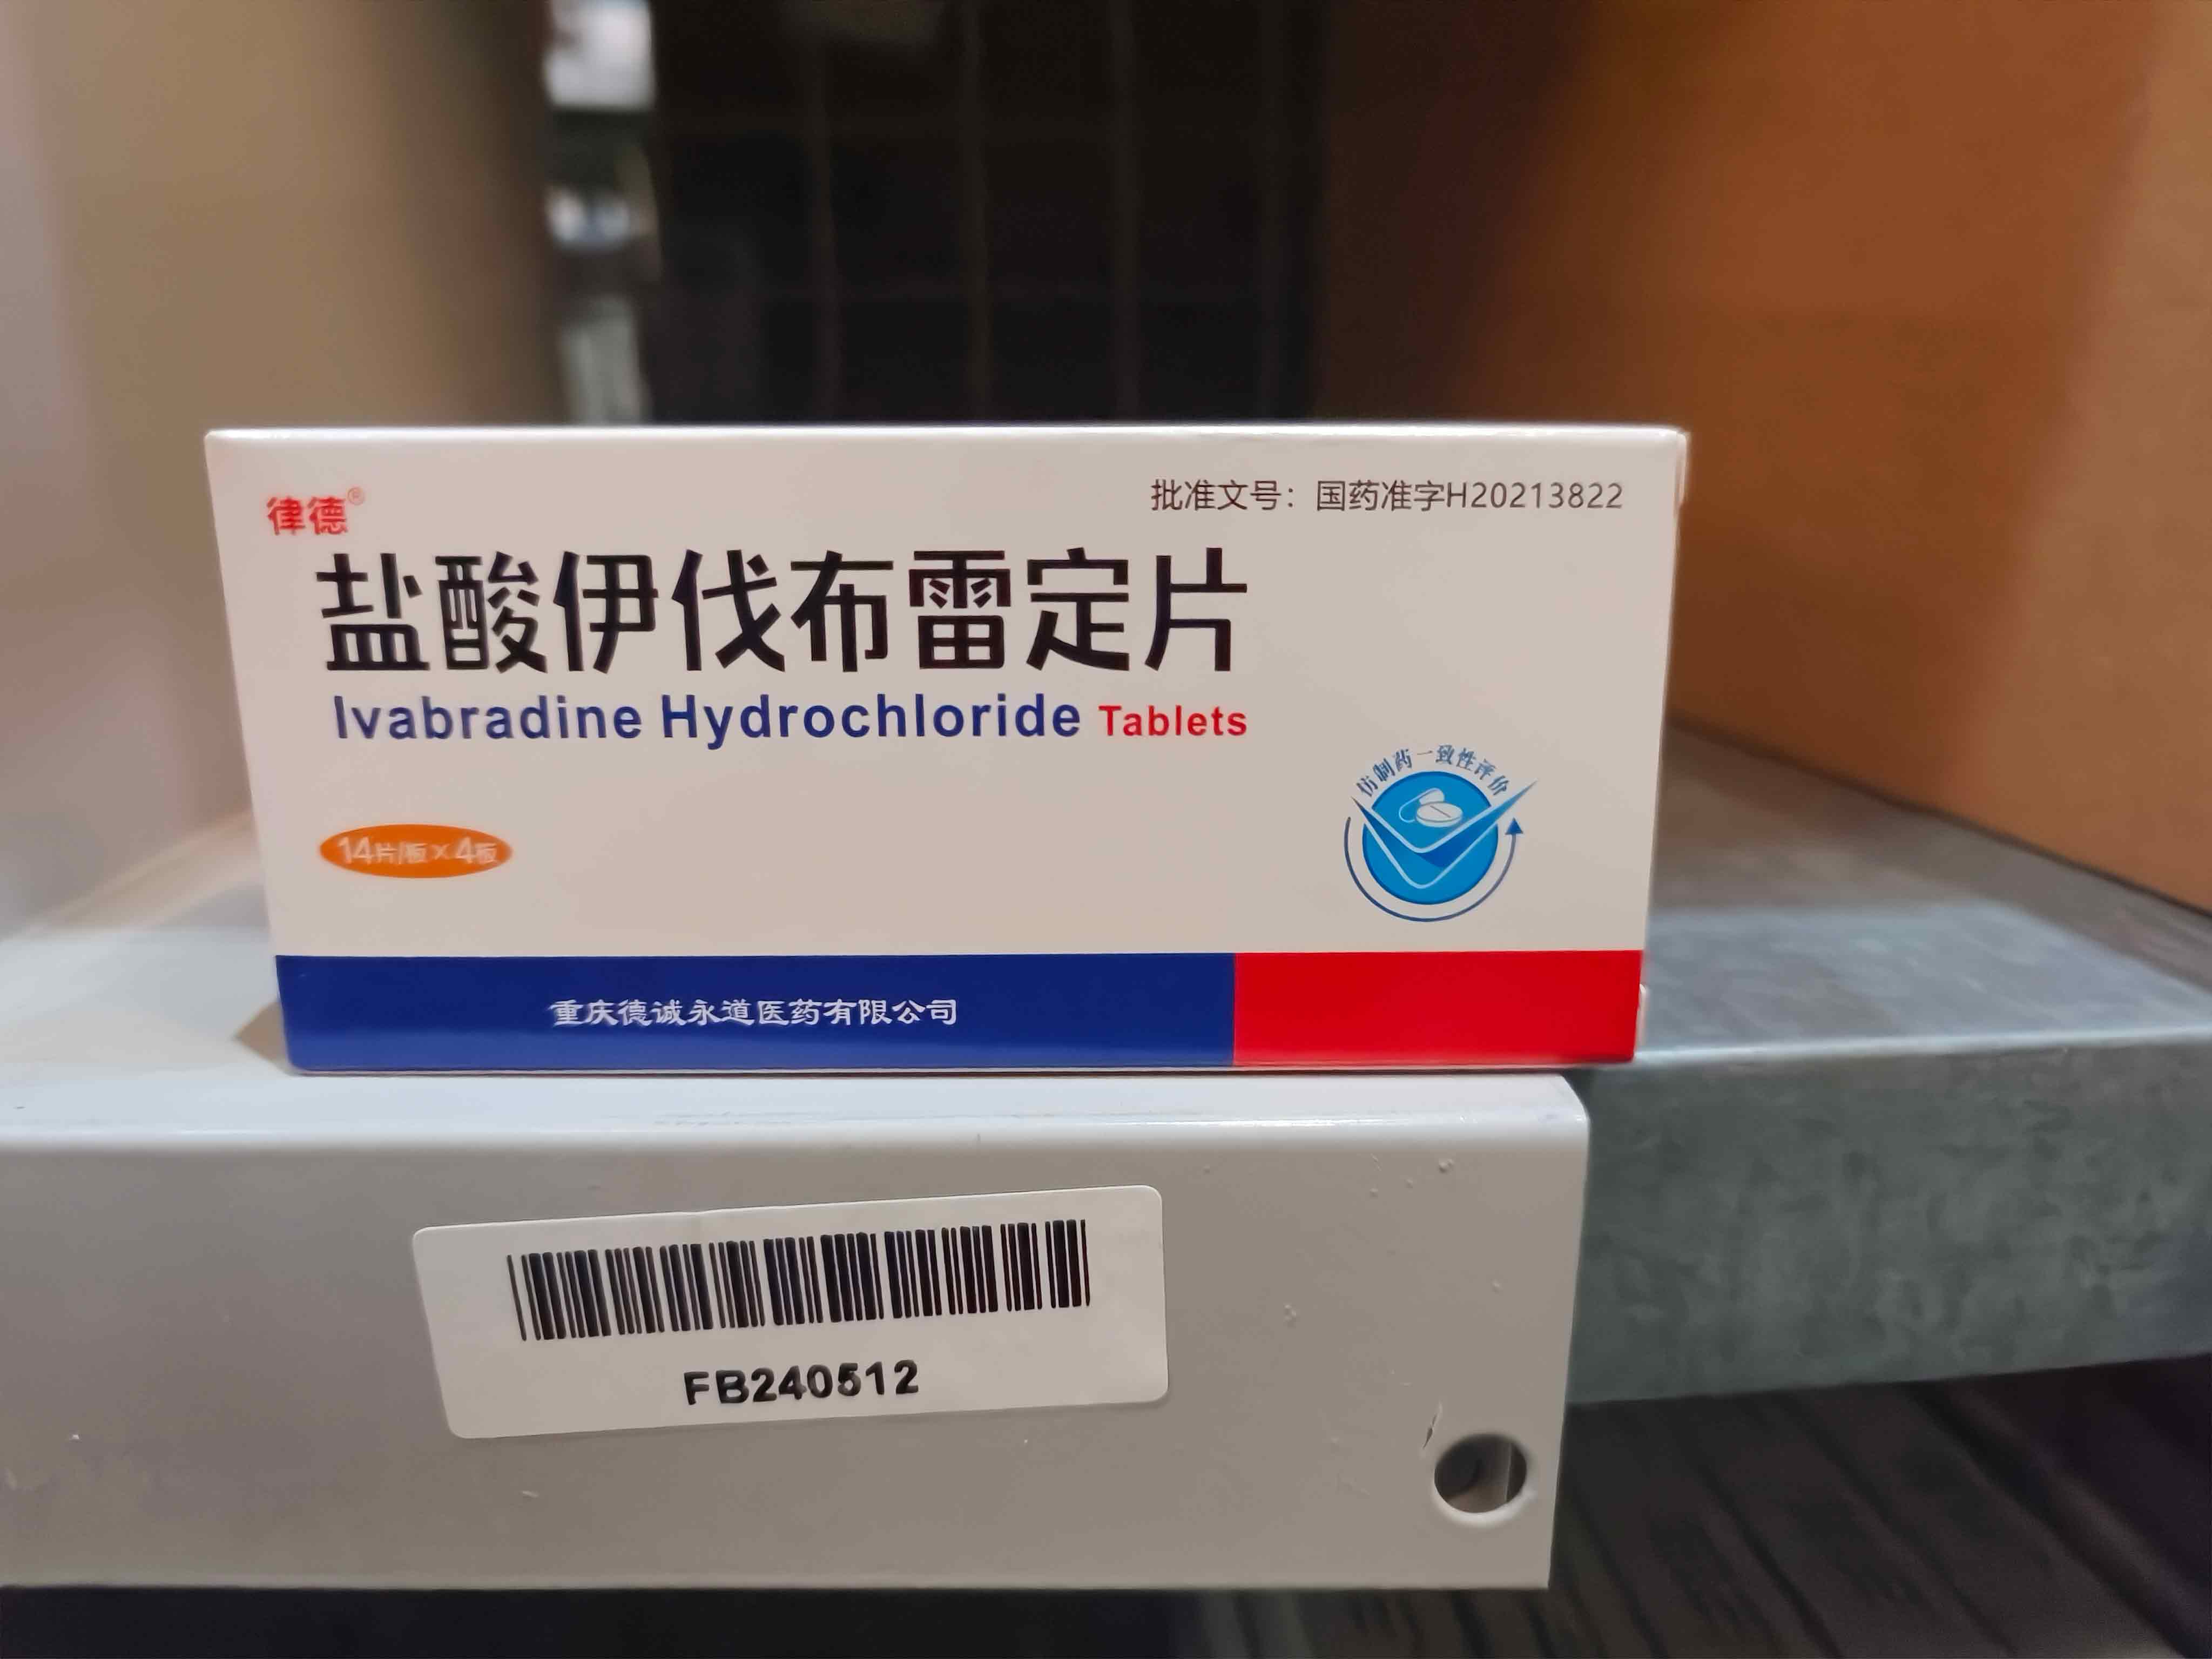 律德®
批准文号：国药准字H20213822
盐酸伊伐布雷定片
Ivabradine Hydrochloride Tablets
仿制药一致性评价
14片/板×4板
重庆德诚永道医药有限公司
FB240512